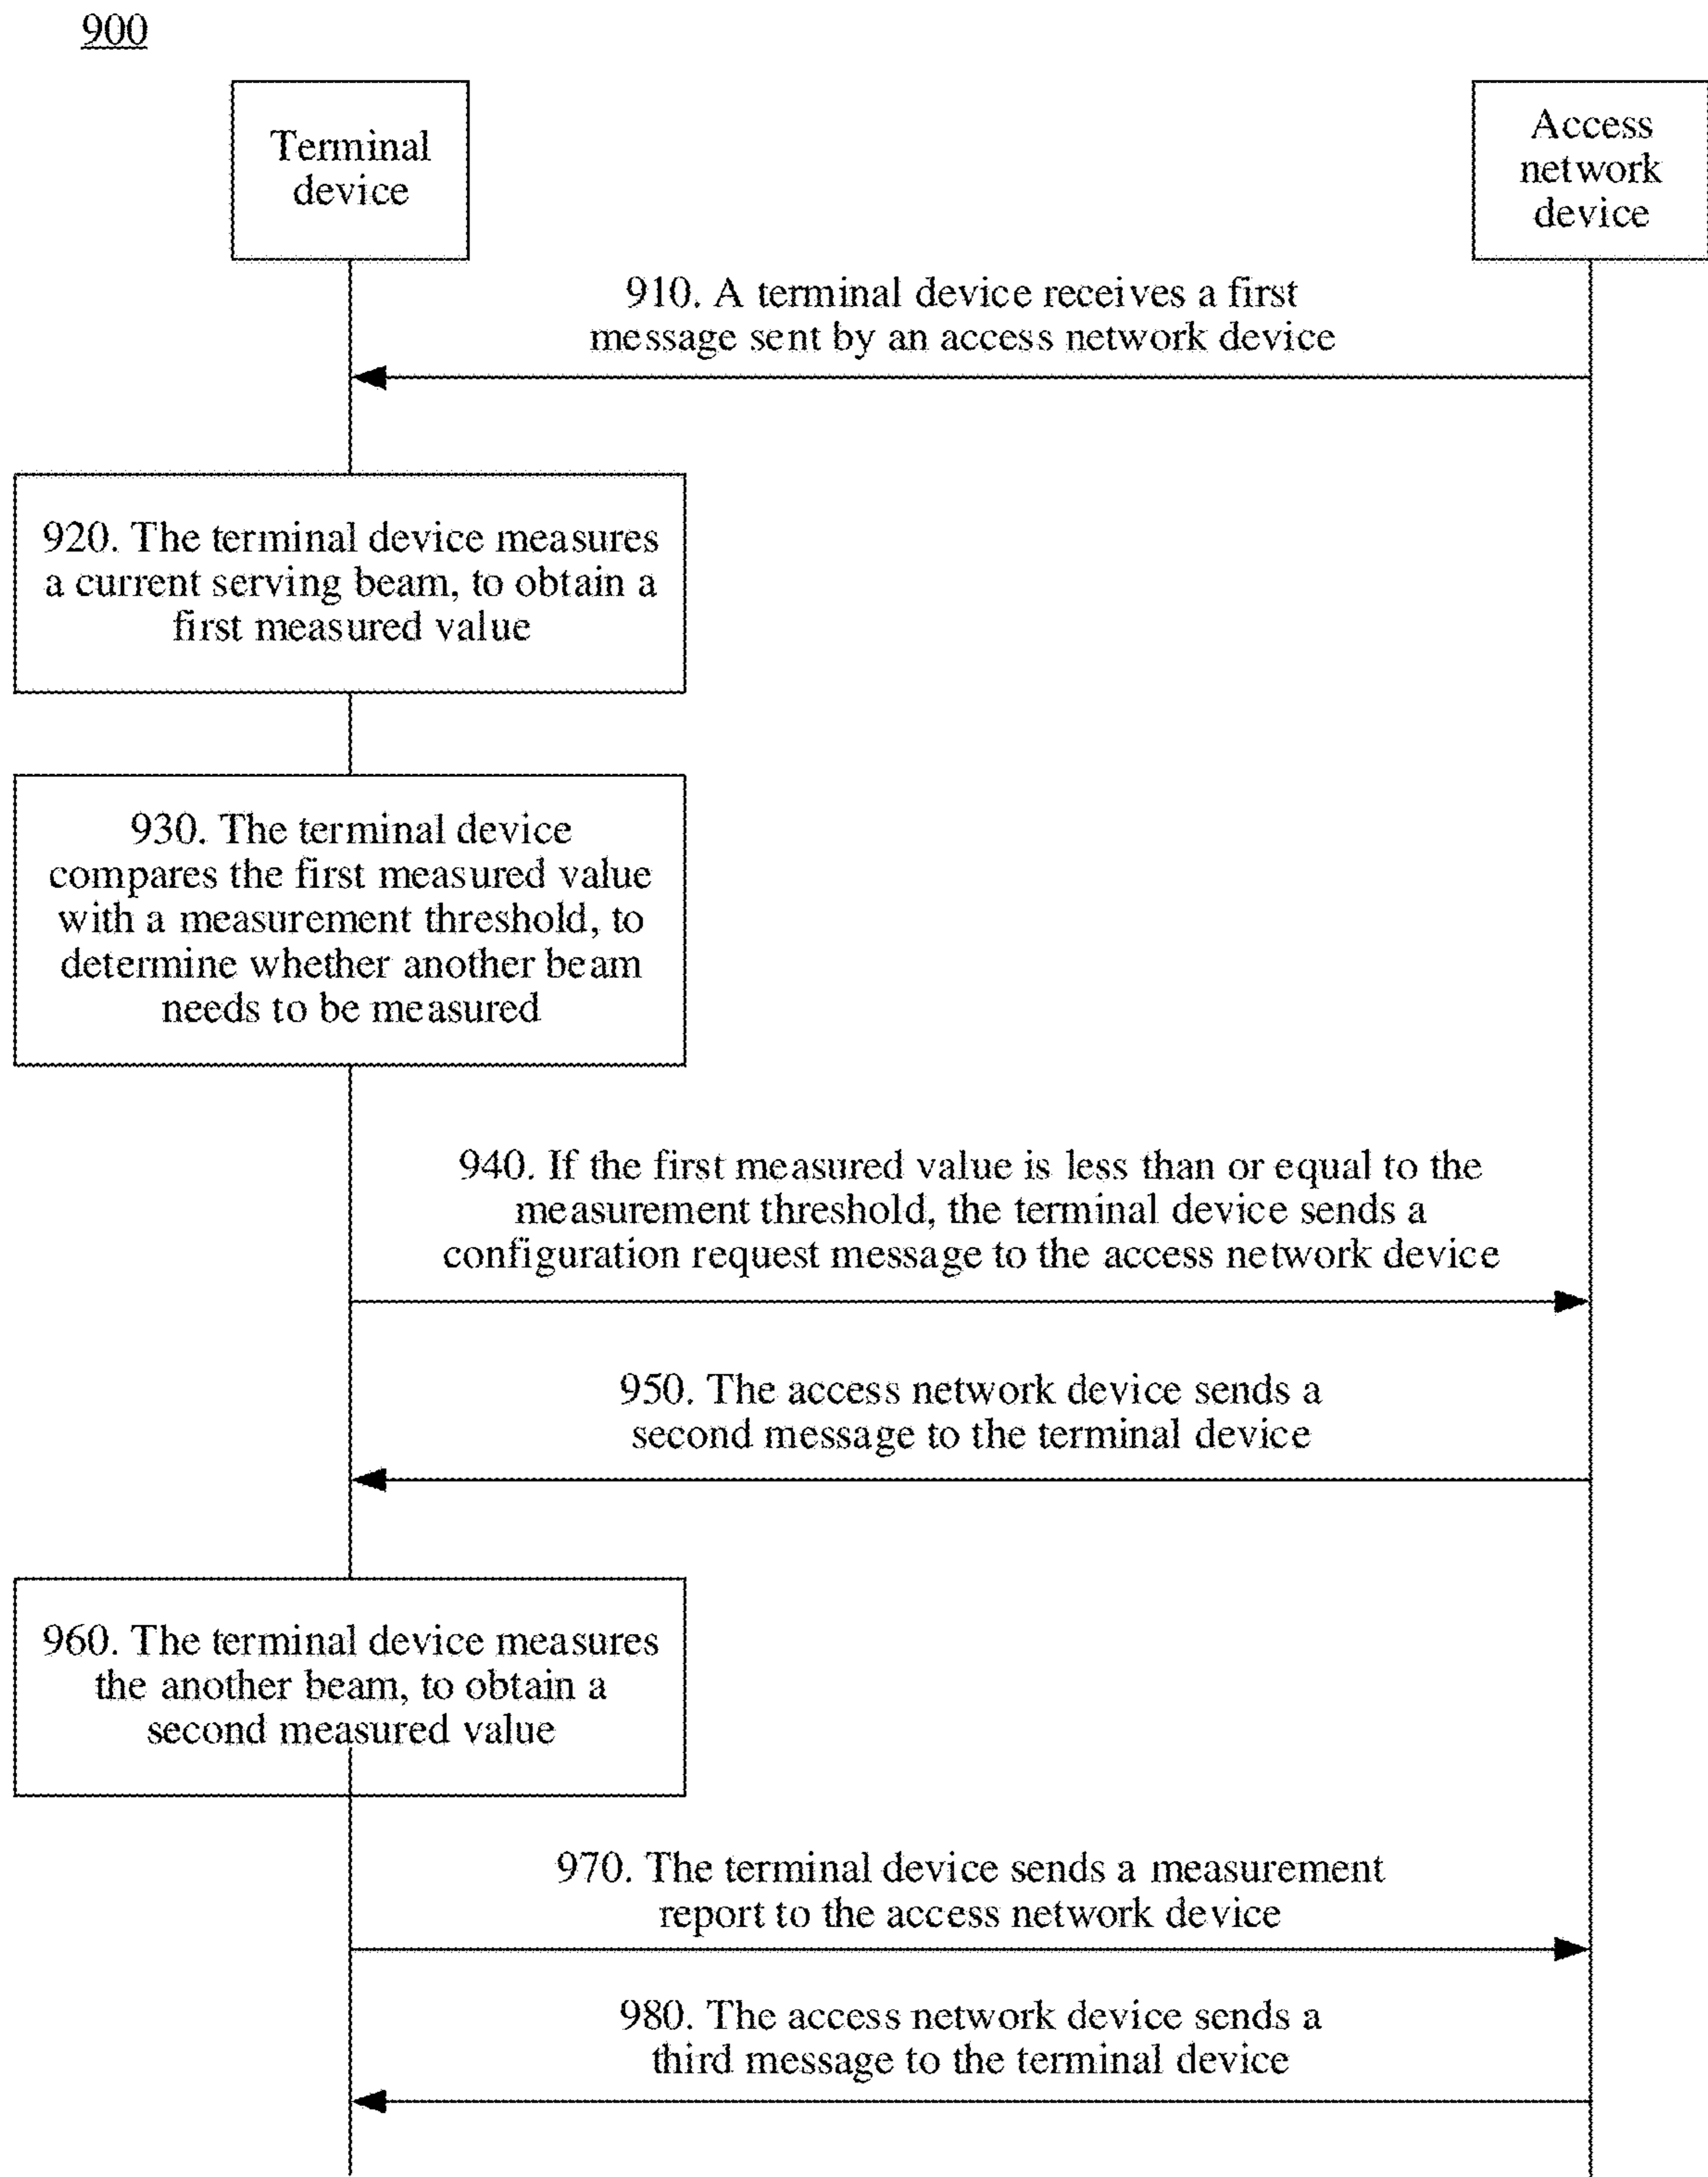 900
Terminal
device
Access
network
device
910. A terminal device receives a first
message sent by an access network device
920. The terminal device measures
a current serving beam, to obtain a
first measured value
930. The terminal device
compares the first measured value
with a measurement threshold, to
determine whether another beam
needs to be measured
940. If the first measured value is less than or equal to the
measurement threshold, the terminal device sends a
configuration request message to the access network device
950. The access network device sends a
second message to the terminal device
960. The terminal device measures
the another beam, to obtain a
second measured value
970. The terminal device sends a measurement
report to the access network device
980. The access network device sends a
third message to the terminal device